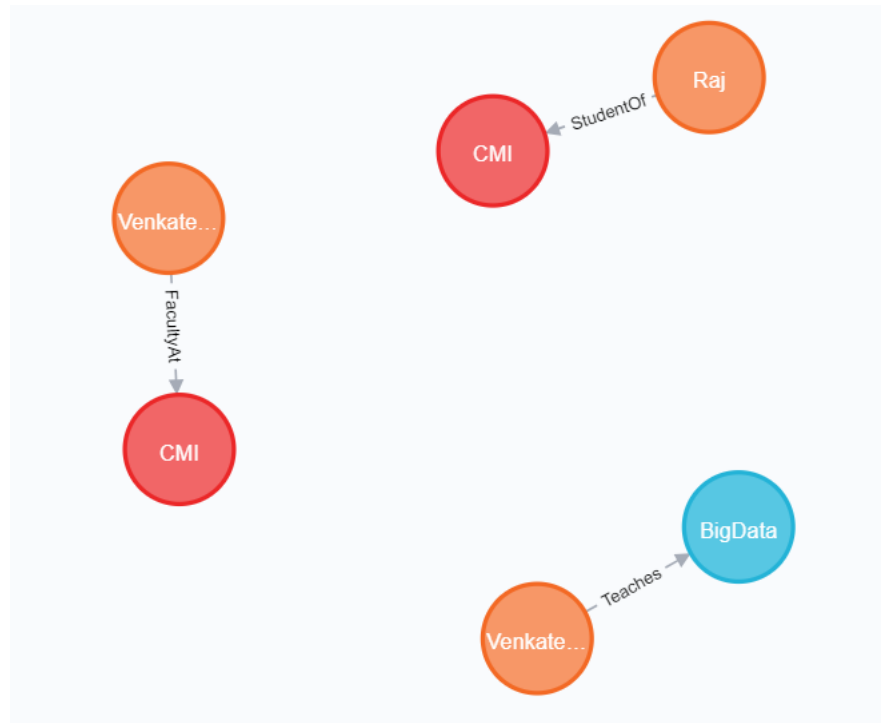 Raj
StudentOf
CMI
Venkate...
FacultyAt
CMI
BigData
Teaches
Venkate...